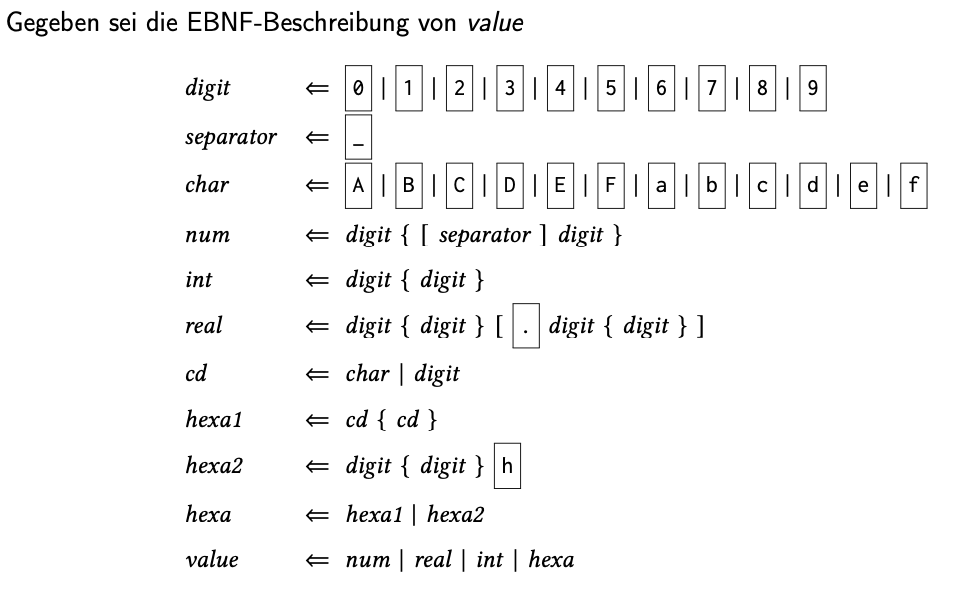 Gegeben sei die EBNF-Beschreibung von value
digit ⇐ 0 | 1 | 2 | 3 | 4 | 5 | 6 | 7 | 8 | 9
separator ⇐ _
char ⇐ A | B | C | D | E | F | a | b | c | d | e | f
num ⇐ digit { [ separator ] digit }
int ⇐ digit { digit }
real ⇐ digit { digit } [ . digit { digit } ]
cd ⇐ char | digit
hexa1 ⇐ cd { cd }
hexa2 ⇐ digit { digit } h
hexa ⇐ hexa1 | hexa2
value ⇐ num | real | int | hexa